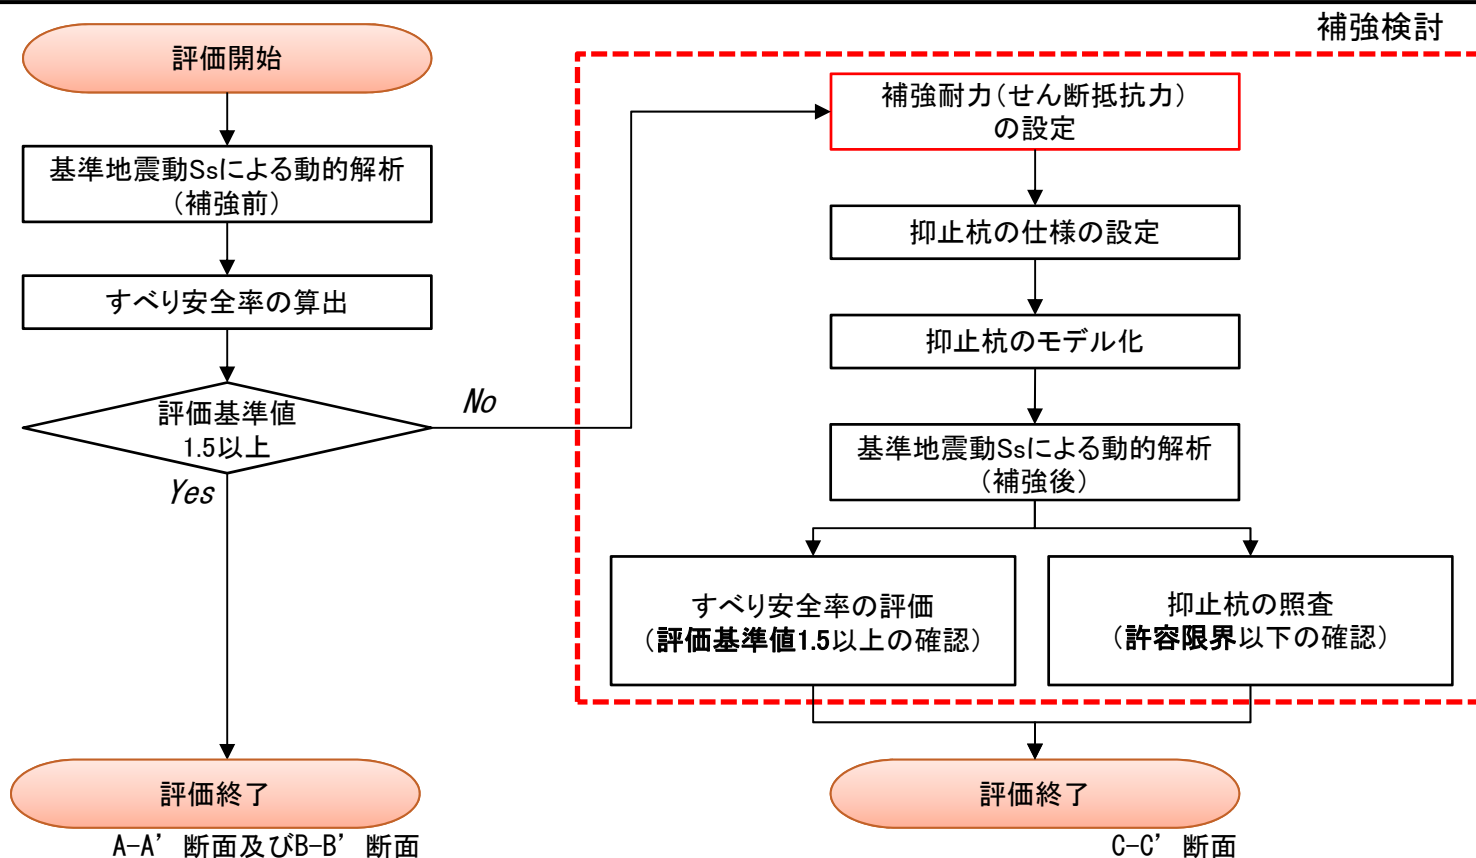 補強検討
評価開始
基準地震動Ssによる動的解析
（補強前）
すべり安全率の算出
評価基準値
1.5以上
No
Yes
評価終了
A-A’断面及びB-B’断面
補強耐力（せん断抵抗力）
の設定
抑止杭の仕様の設定
抑止杭のモデル化
基準地震動Ssによる動的解析
（補強後）
すべり安全率の評価
（評価基準値1.5以上の確認）
抑止杭の照査
（許容限界以下の確認）
評価終了
C-C’断面